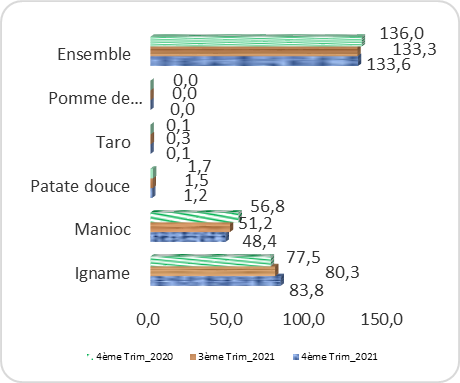 136,0
Ensemble
133,3
133,6
0,0
Pomme de...
0,0
0,0
0,1
Taro
0,3
0,1
1,7
Patate douce
1,5
1,2
56,8
Manioc
51,2
48,4
77,5
Igname
80,3
83,8
0,0 50,0 100,0 150,0
4ème Trim_2020 3ème Trim_2021 4ème Trim_2021